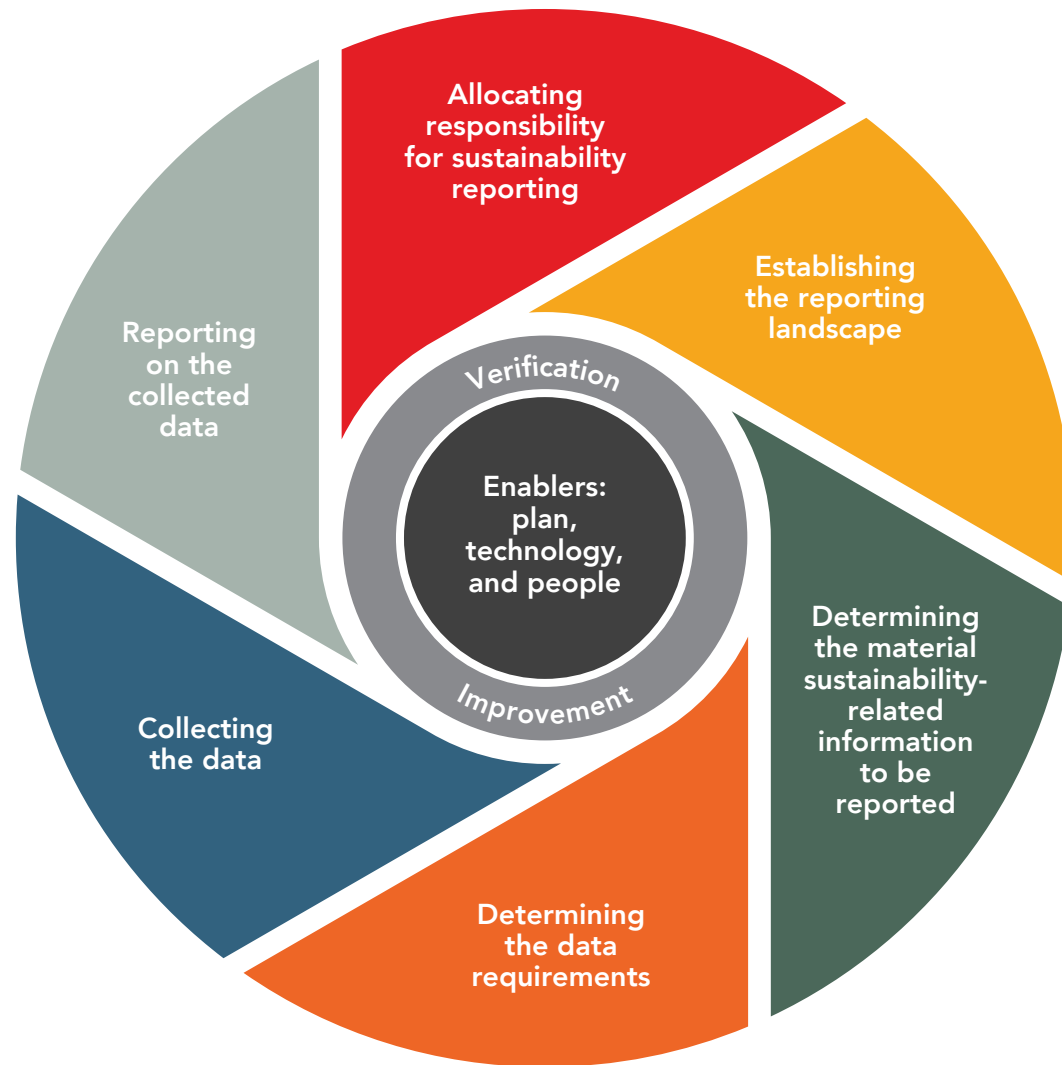 Allocating
responsibility
for sustainability
reporting
Establishing
the reporting
landscape
Determining
the material
sustainability-
related
information
to be
reported
Determining
the data
requirements
Collecting
the data
Reporting
on the
collected
data
Verification
Enablers:
plan,
technology,
and people
Improvement